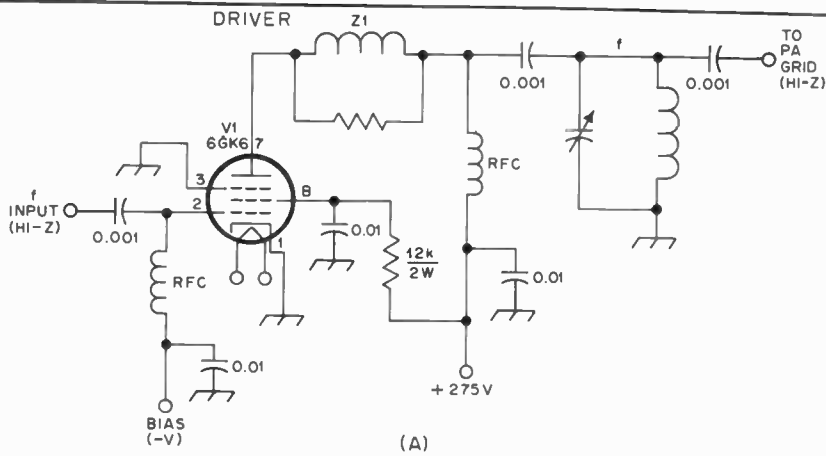 DRIVER
Z1
f
TO
PA
GRID
(HI-Z)
0.001
0.001
V1
6GK6
7
RFC
3
8
f
INPUT
(HI-Z)
2
0.001
1
0.01
12k
2W
0.01
RFC
0.01
+275V
BIAS
(-V)
(A)